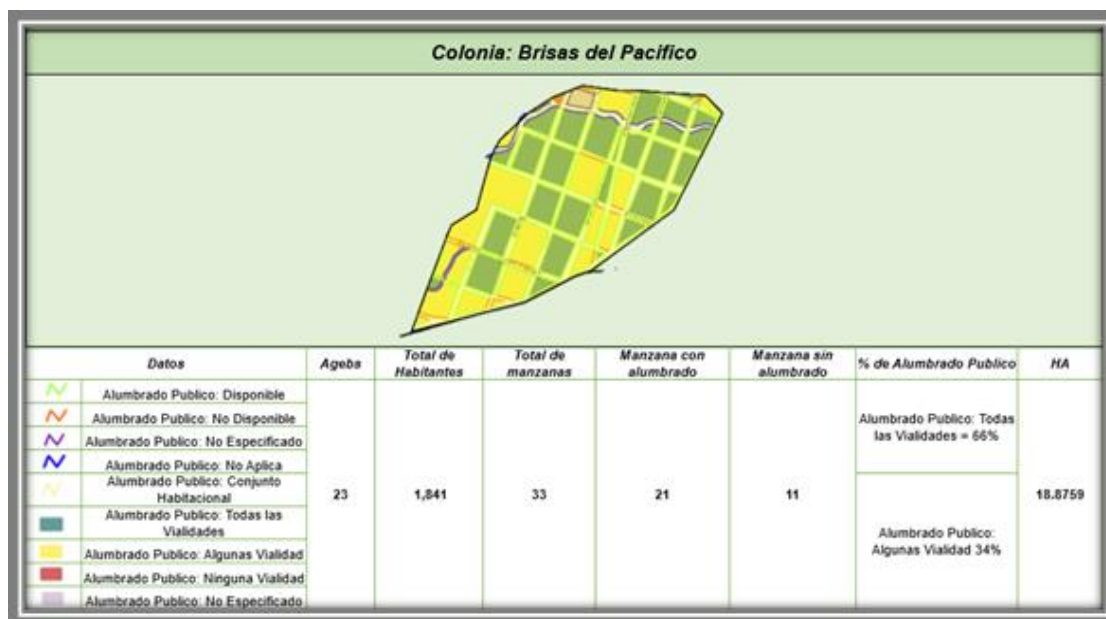 Colonia: Brisas del Pacifico
Datos
Agebs
Total de
Habitantes
Total de
manzanas
Manzana con
alumbrado
Manzana sin
alumbrado
% de Alumbrado Publico
HA
Alumbrado Publico: Disponible
Alumbrado Publico: No Disponible
Alumbrado Publico: No Especificado
Alumbrado Publico: No Aplica
Alumbrado Publico: Conjunto
Habitacional
Alumbrado Publico: Todas las
Vialidades
Alumbrado Publico: Algunas Vialidad
Alumbrado Publico: Ninguna Vialidad
Alumbrado Publico: No Especificado
23
1,841
33
21
11
Alumbrado Publico: Todas
las Vialidades = 66%
Alumbrado Publico:
Algunas Vialidad 34%
18.8759